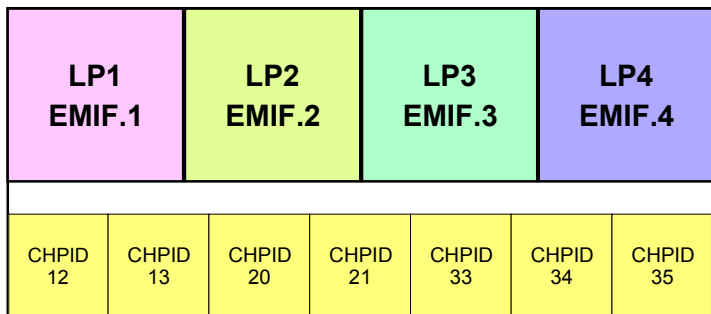 LP1
EMIF.1
LP2
EMIF.2
LP3
EMIF.3
LP4
EMIF.4
CHPID
12
CHPID
13
CHPID
20
CHPID
21
CHPID
33
CHPID
34
CHPID
35